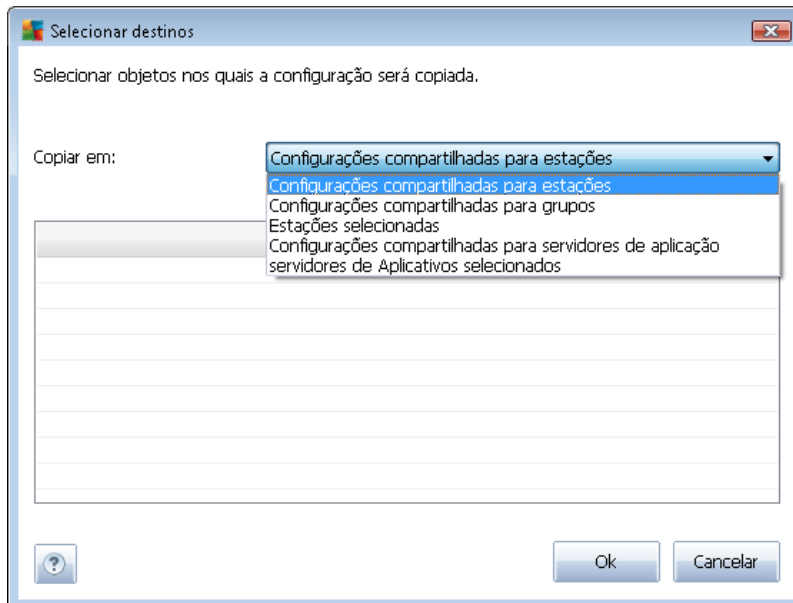 Selecionar destinos
Selecionar objetos nos quais a configuração será copiada.
Copiar em:
Configurações compartilhadas para estações
Configurações compartilhadas para estações
Configurações compartilhadas para grupos
Estações selecionadas
Configurações compartilhadas para servidores de aplicação
servidores de Aplicativos selecionados
?
Ok
Cancelar